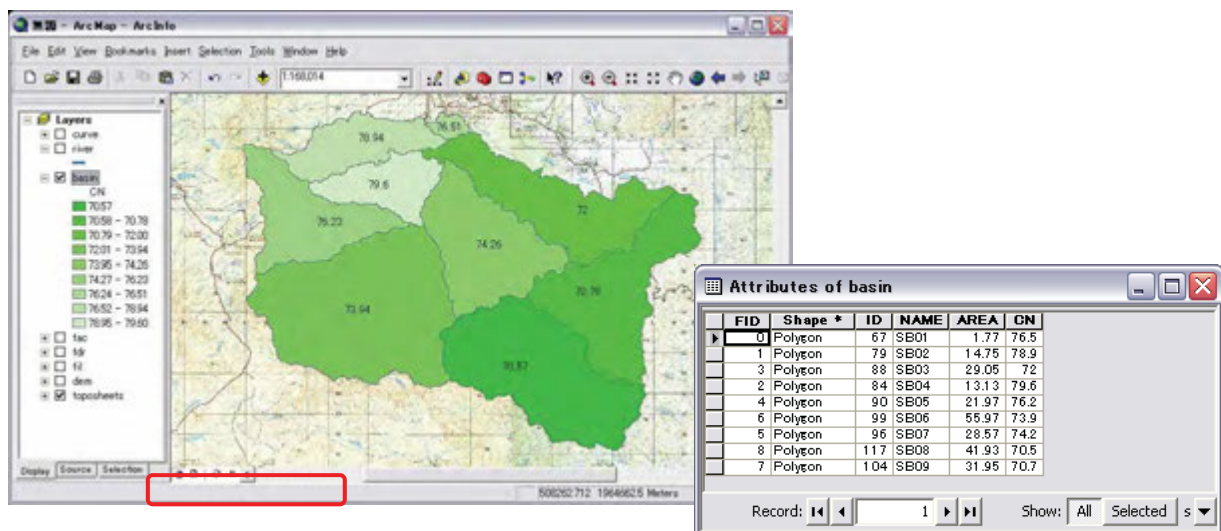 無題 - ArcMap - ArcInfo
File Edit View Bookmarks Insert Selection Tools Window Help
1:168,014
Layers
curve
river
basin
CN
70.57
70.58 - 70.78
70.79 - 72.00
72.01 - 73.94
73.95 - 74.26
74.27 - 76.23
76.24 - 76.51
76.52 - 78.94
78.95 - 79.60
fac
fdr
fil
dem
toposheets
Display Source Selection
76.51
78.94
79.6
76.23
72
74.26
70.78
73.94
70.57
508262.712 1964662.5 Meters
Attributes of basin
FID Shape * ID NAME AREA CN
0 Polygon 67 SB01 1.77 76.5
1 Polygon 79 SB02 14.75 78.9
3 Polygon 88 SB03 29.05 72
2 Polygon 84 SB04 13.13 79.6
4 Polygon 90 SB05 21.97 76.2
6 Polygon 99 SB06 55.97 73.9
5 Polygon 96 SB07 28.57 74.2
8 Polygon 117 SB08 41.93 70.5
7 Polygon 104 SB09 31.95 70.7
Record: 1 Show: All Selected s